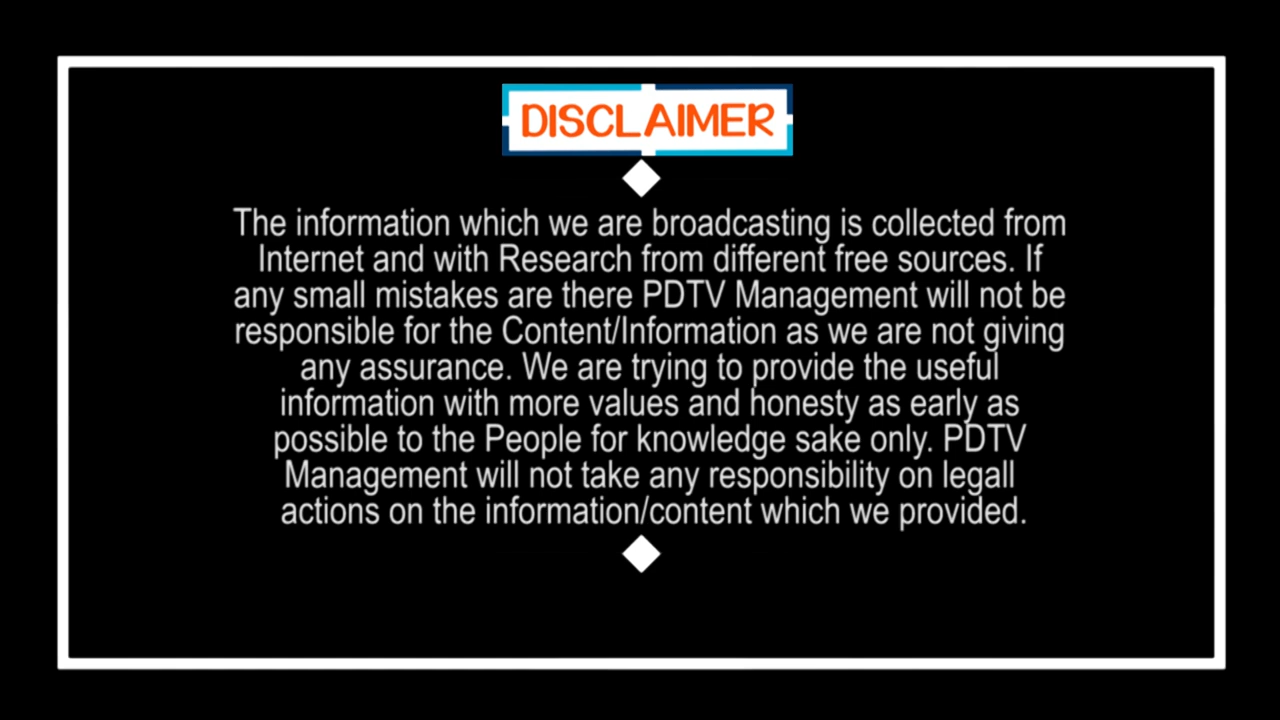 DISCLAIMER
The information which we are broadcasting is collected from
Internet and with Research from different free sources. If
any small mistakes are there PDTV Management will not be
responsible for the Content/Information as we are not giving
any assurance. We are trying to provide the useful
information with more values and honesty as early as
possible to the People for knowledge sake only. PDTV
Management will not take any responsibility on legall
actions on the information/content which we provided.